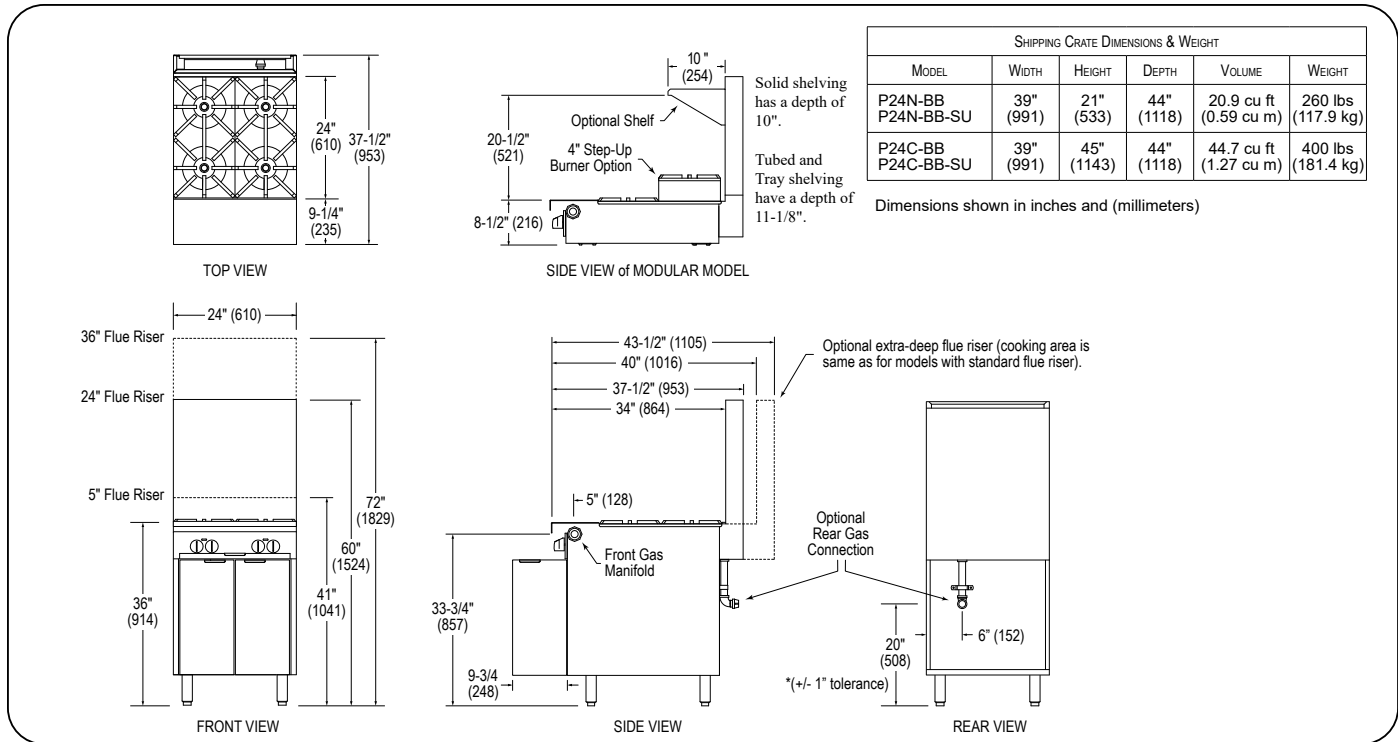 24"
(610)
37-1/2"
(953)
9-1/4"
(235)
TOP VIEW
10 "
(254)
Optional Shelf
20-1/2"
(521)
4" Step-Up
Burner Option
8-1/2" (216)
SIDE VIEW of MODULAR MODEL
Solid shelving
has a depth of
10".
Tubed and
Tray shelving
have a depth of
11-1/8".
Shipping Crate Dimensions & Weight
Model Width Height Depth Volume Weight
P24N-BB 39" 21" 44" 20.9 cu ft 260 lbs
P24N-BB-SU (991) (533) (1118) (0.59 cu m) (117.9 kg)
P24C-BB 39" 45" 44" 44.7 cu ft 400 lbs
P24C-BB-SU (991) (1143) (1118) (1.27 cu m) (181.4 kg)
Dimensions shown in inches and (millimeters)
24" (610)
36" Flue Riser
24" Flue Riser
5" Flue Riser
72"
(1829)
60"
(1524)
41"
(1041)
36"
(914)
FRONT VIEW
43-1/2" (1105)
40" (1016)
37-1/2" (953)
34" (864)
Optional extra-deep flue riser (cooking area is
same as for models with standard flue riser).
5" (128)
Front Gas
Manifold
33-3/4"
(857)
9-3/4
(248)
SIDE VIEW
Optional
Rear Gas
Connection
20"
(508)
6" (152)
*(+/- 1" tolerance)
REAR VIEW